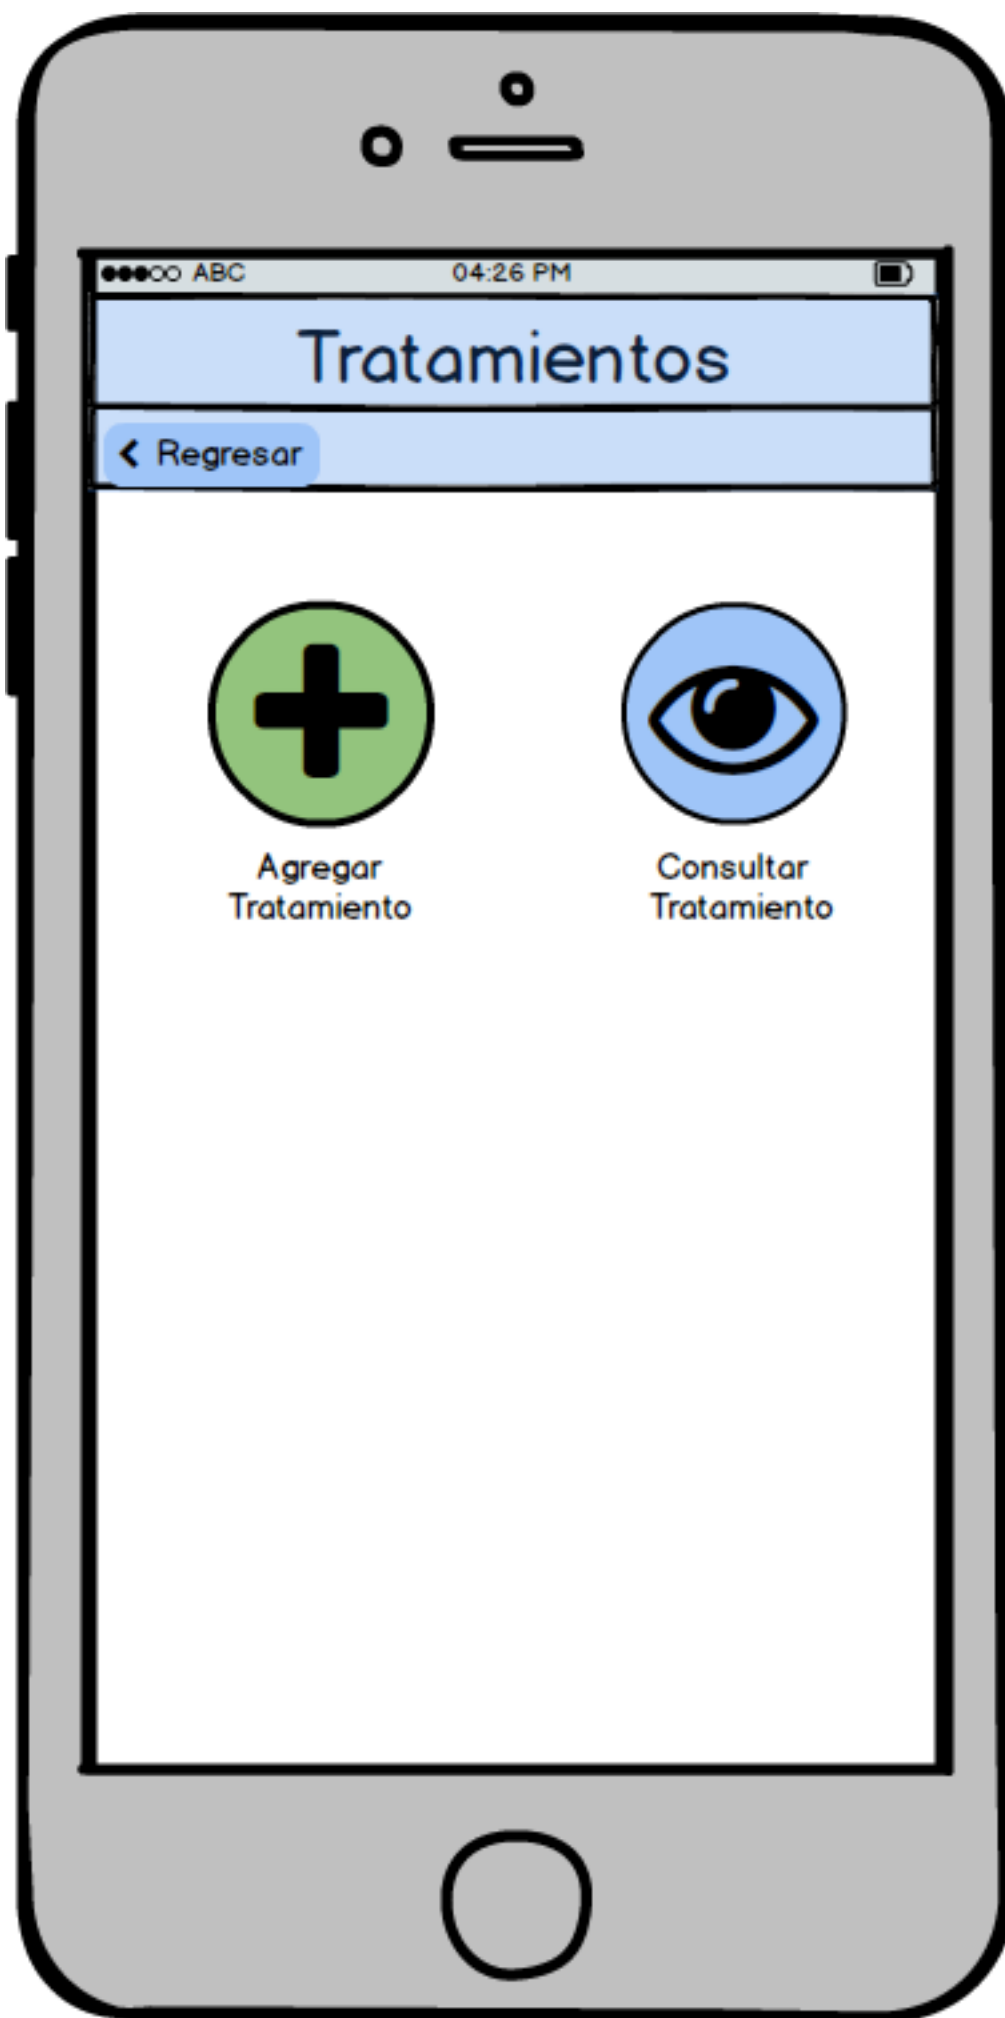 ABC 04:26 PM
Tratamientos
Regresar
Agregar
Tratamiento
Consultar
Tratamiento